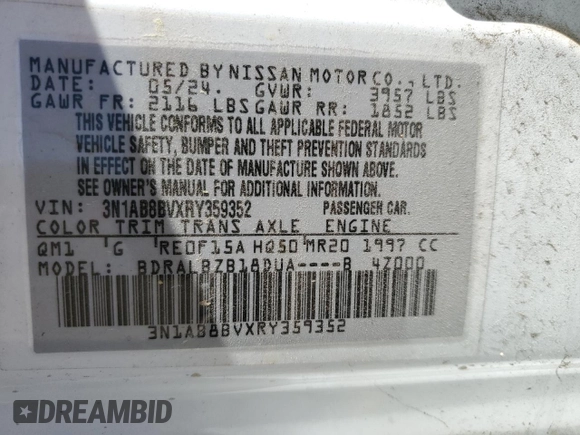 MANUFACTURED BY NISSAN MOTOR CO., LTD.
DATE: 05/24. GVWR: 3957 LBS
GAWR FR: 2116 LBS GAWR RR: 1852 LBS
THIS VEHICLE CONFORMS TO ALL APPLICABLE FEDERAL MOTOR
VEHICLE SAFETY, BUMPER AND THEFT PREVENTION STANDARDS
IN EFFECT ON THE DATE OF MANUFACTURE SHOWN ABOVE.
SEE OWNER'S MANUAL FOR ADDITIONAL INFORMATION.
VIN: 3N1AB8BVXRY359352 PASSENGER CAR.
COLOR TRIM TRANS AXLE ENGINE
QM1 G RE0F15A HQ50 MR20 1997 CC
MODEL: BDRALBZB18DUA----B 4Z000
3N1AB8BVXRY359352
DREAMBID